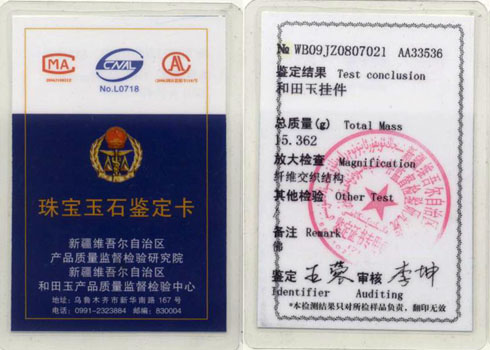 MA
CNAL
AL
No.L0718
珠宝玉石鉴定卡
新疆维吾尔自治区
产品质量监督检验研究院
新疆维吾尔自治区
和田玉产品质量监督检验中心
地址：乌鲁木齐市新华南路 167 号
电话：0991-2323884 邮编：830004
№ WB09JZ0807021 AA33536
鉴定结果 Test conclusion
和田玉挂件
总质量(g) Total Mass
15.362
放大检查 Magnification
纤维交织结构
其他检验 Other Test
备注 Remark
佛
鉴定 王蓉 审核 李坤
Identifier Auditing
*本检测结果只对所检样品负责，翻印无效